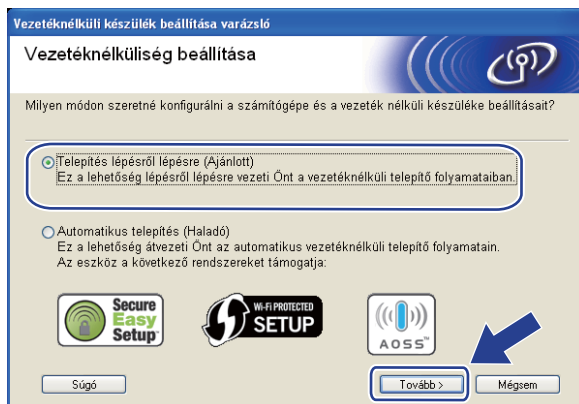 Vezetéknélküli készülék beállítása varázsló
Vezetéknélküliség beállítása
Milyen módon szeretné konfigurálni a számítógépe és a vezeték nélküli készüléke beállításait?
Telepítés lépésről lépésre (Ajánlott)
Ez a lehetőség lépésről lépésre vezeti Önt a vezetéknélküli telepítő folyamataiban.
Automatikus telepítés (Haladó)
Ez a lehetőség átvezeti Önt az automatikus vezetéknélküli telepítő folyamatain.
Az eszköz a következő rendszereket támogatja:
Secure
Easy
Setup™
WI-FI PROTECTED
SETUP
AOSS™
Súgó
Tovább >
Mégsem